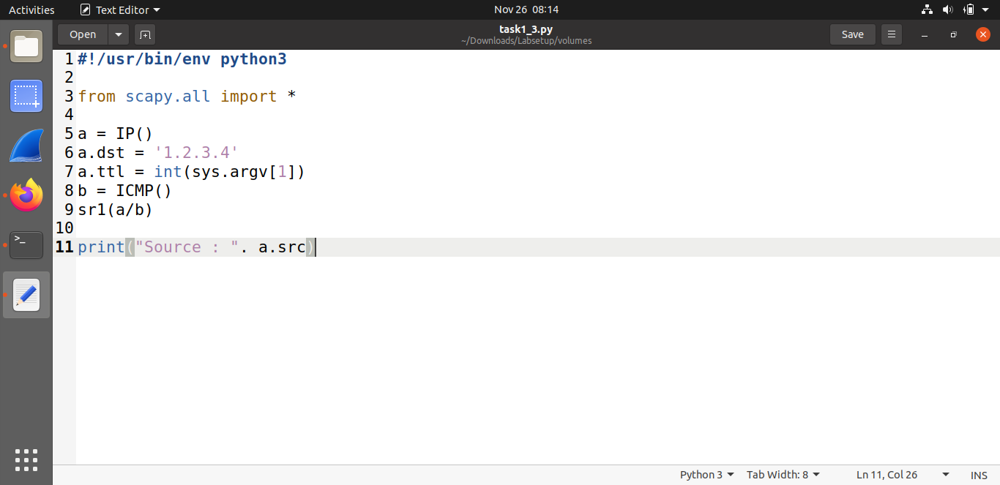 Activities Text Editor Nov 26 08:14
Open task1_3.py Save
~/Downloads/Labsetup/volumes
1 #!/usr/bin/env python3
2
3 from scapy.all import *
4
5 a = IP()
6 a.dst = '1.2.3.4'
7 a.ttl = int(sys.argv[1])
8 b = ICMP()
9 sr1(a/b)
10
11 print("Source : ". a.src)
>_
Python 3 Tab Width: 8 Ln 11, Col 26 INS